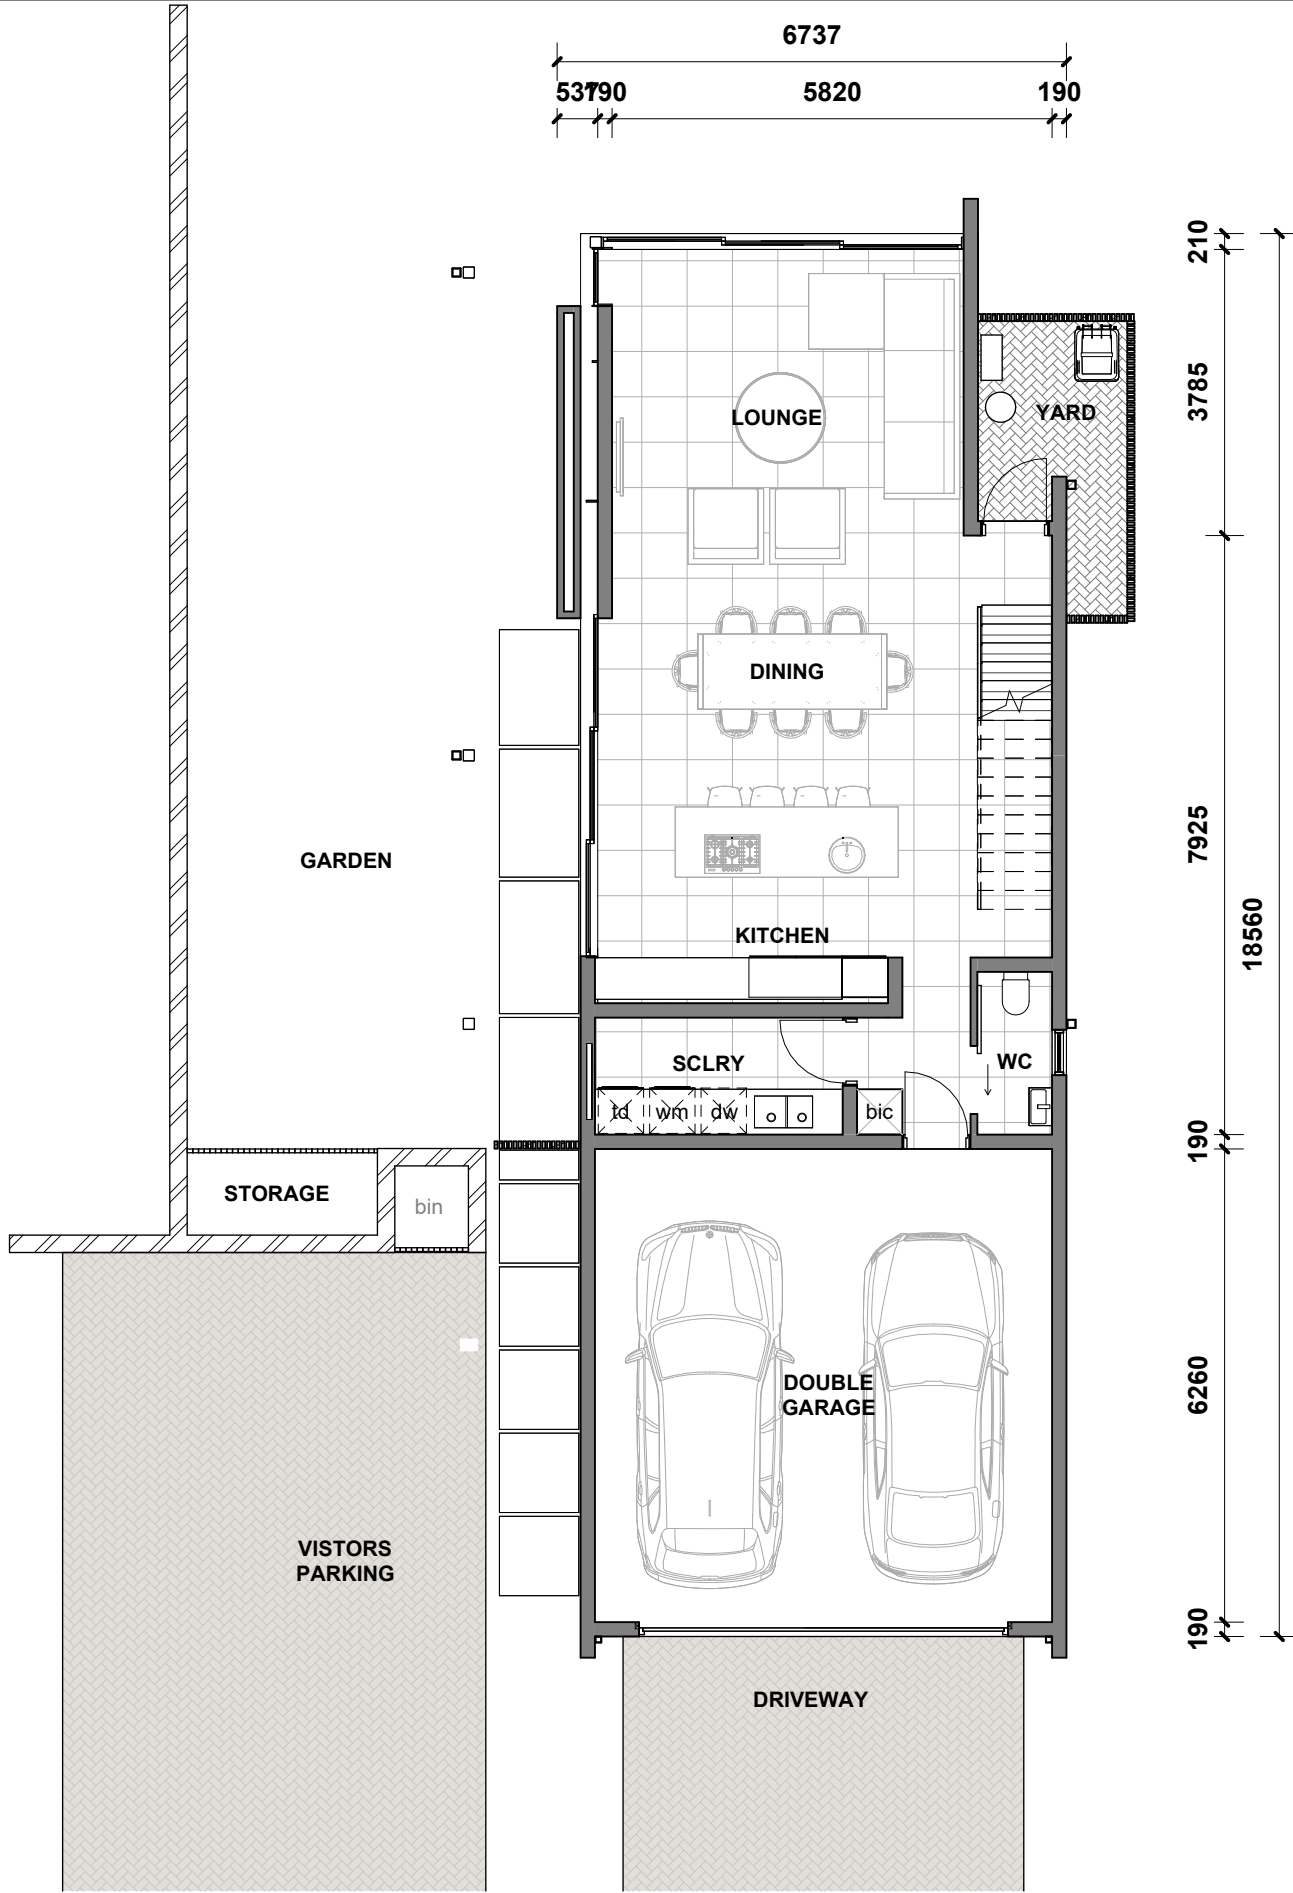 6737
537
190
5820
190
210
3785
LOUNGE
YARD
DINING
7925
GARDEN
18560
KITCHEN
SCLRY
WC
td
wm
dw
bic
190
STORAGE
bin
DOUBLE
GARAGE
6260
VISTORS
PARKING
190
DRIVEWAY